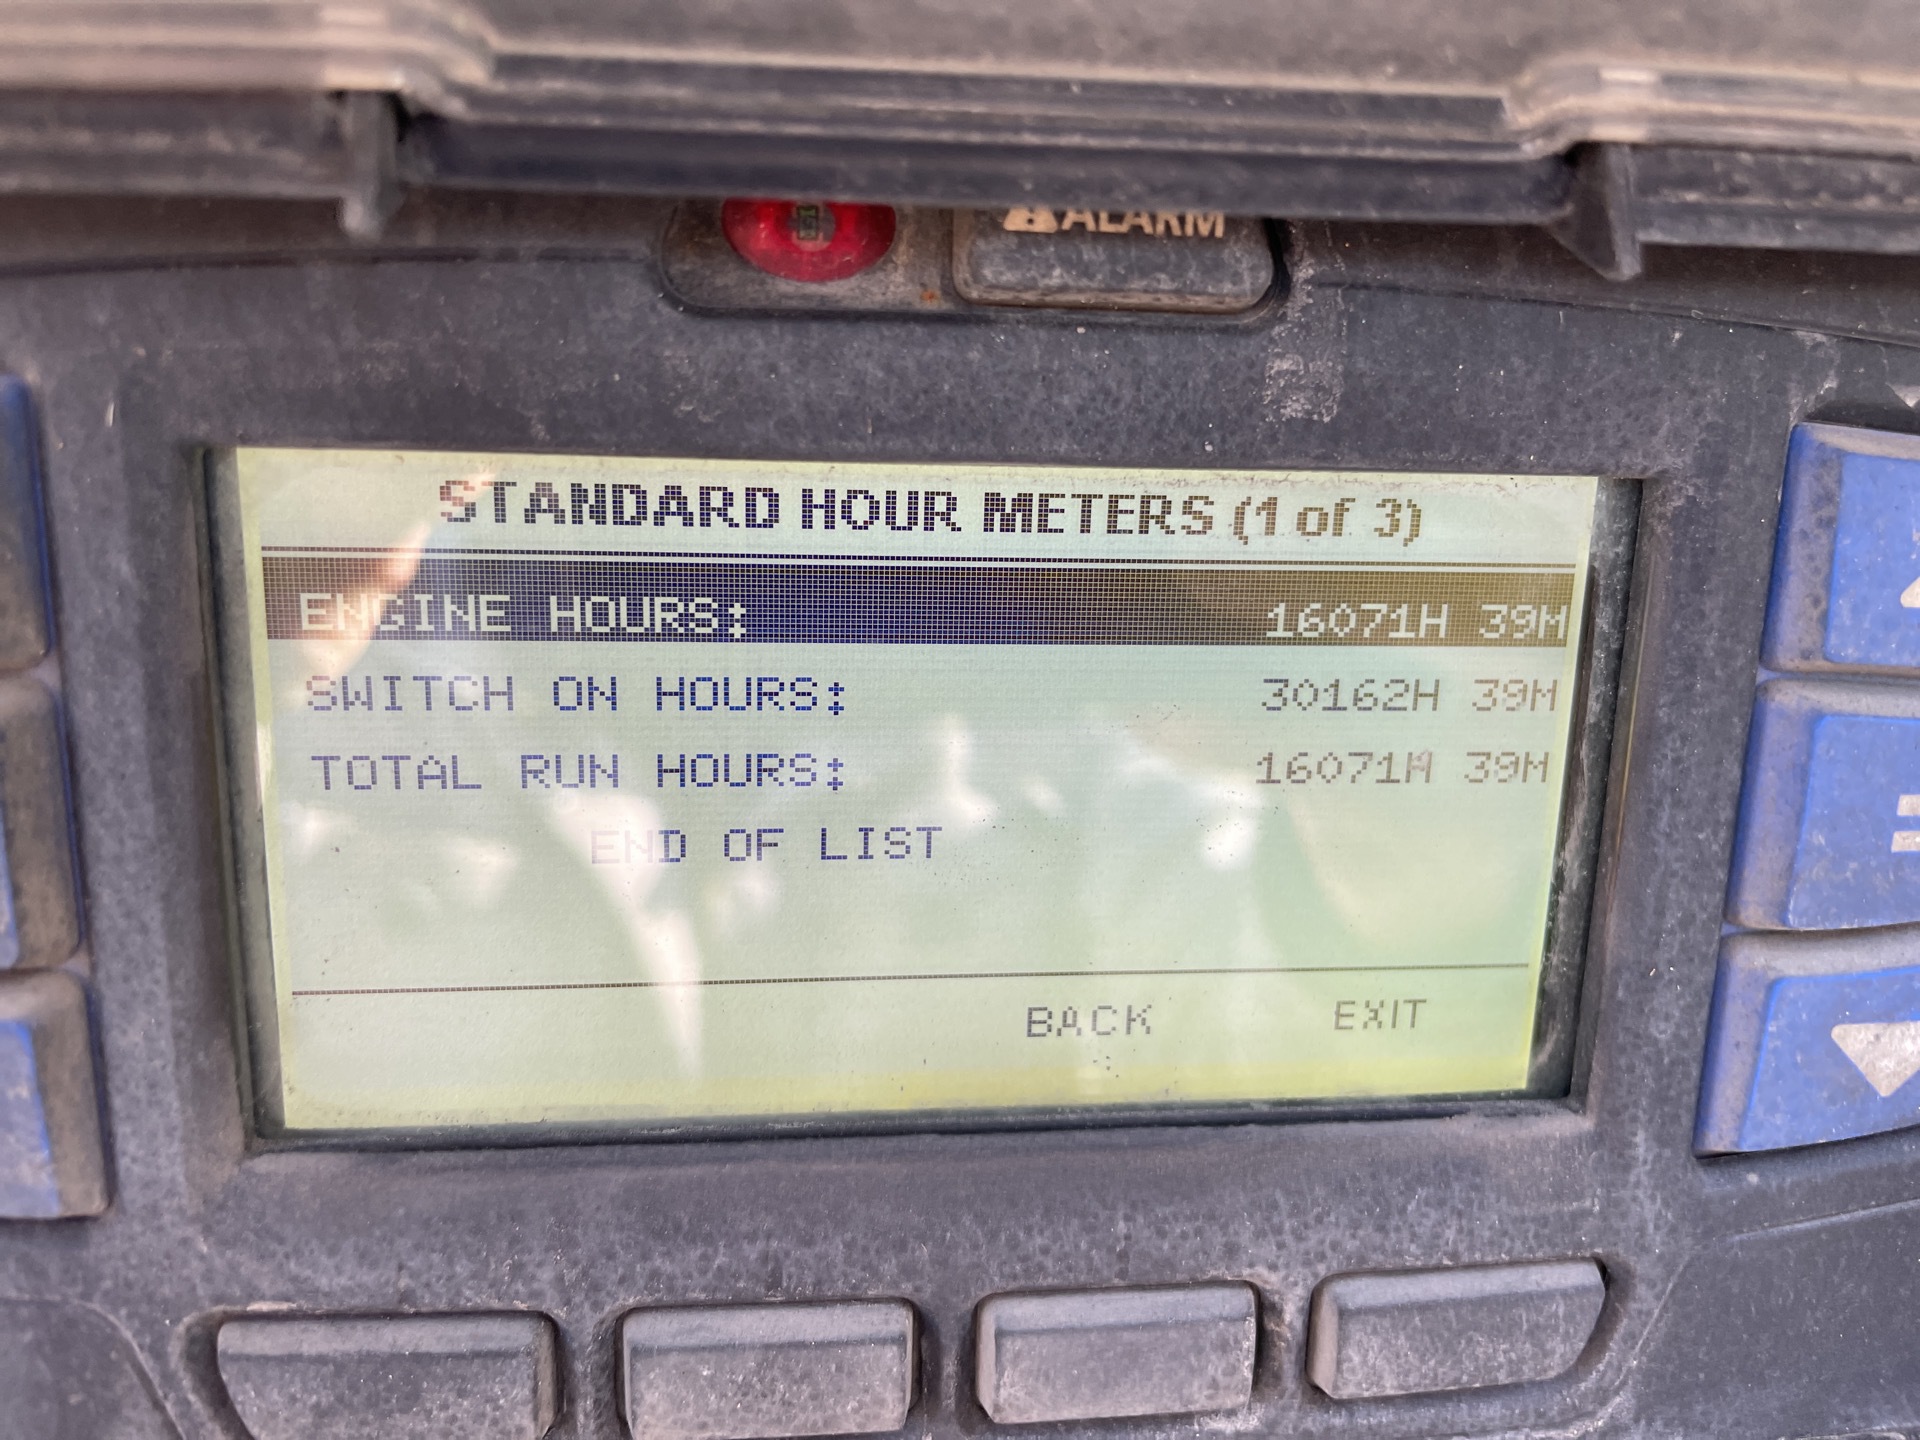 ALARM
STANDARD HOUR METERS (1 of 3)
ENGINE HOURS: 16071H 39M
SWITCH ON HOURS: 30162H 39M
TOTAL RUN HOURS: 16071H 39M
END OF LIST
BACK EXIT